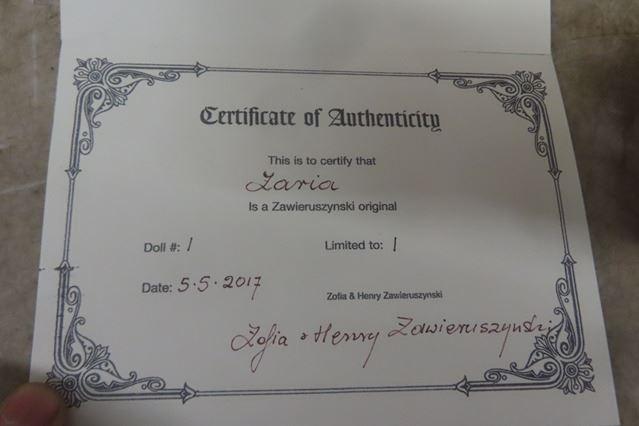 Certificate of Authenticity
This is to certify that
Zaria
Is a Zawieruszynski original
Doll #: 1 Limited to: 1
Date: 5.5.2017
Zofia & Henry Zawieruszynski
Zofia & Henry Zawieruszyński